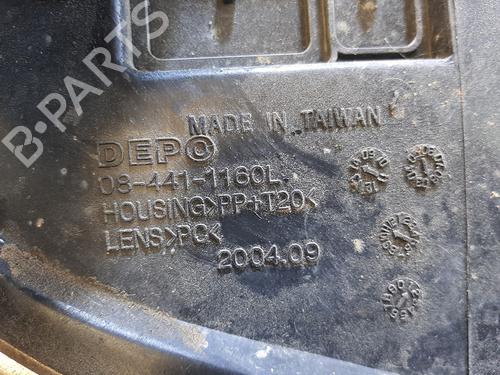 B-PARTS
MADE IN TAIWAN
DEPO
08-441-1160L
HOUSING>PP+T20<
LENS>PC<
2004.09